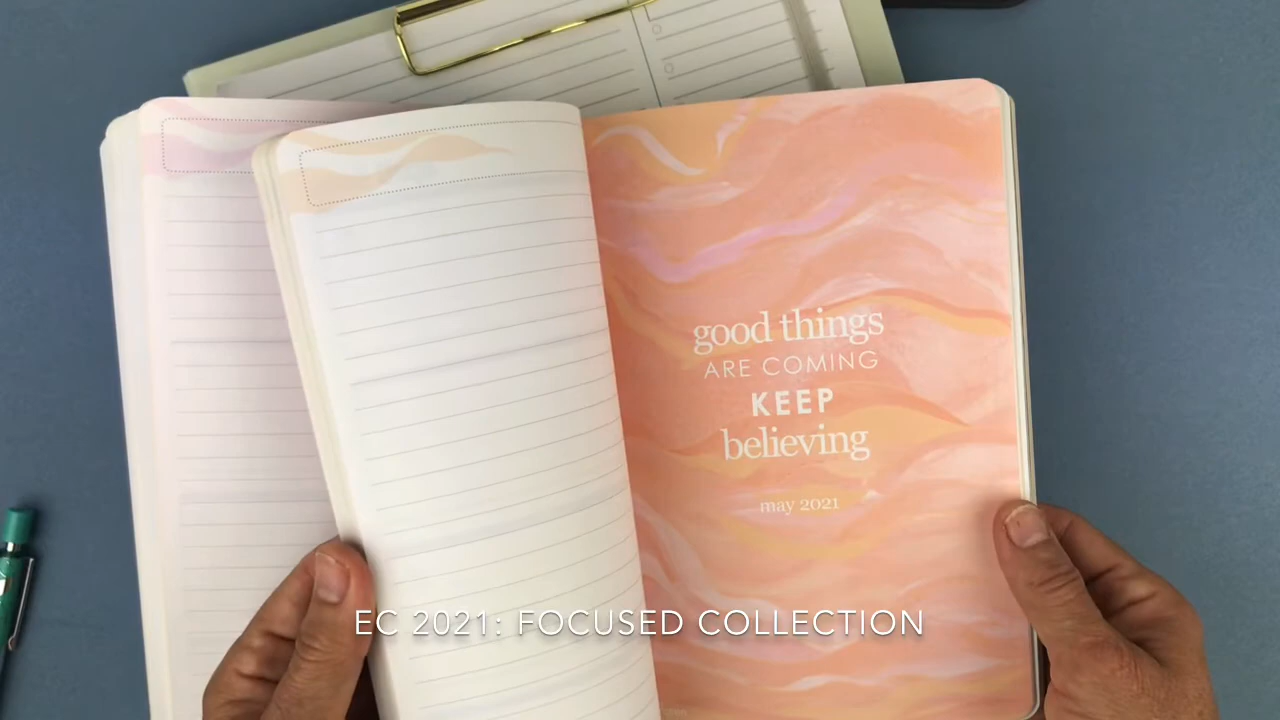 good things
ARE COMING
KEEP
believing
may 2021
EC 2021: FOCUSED COLLECTION